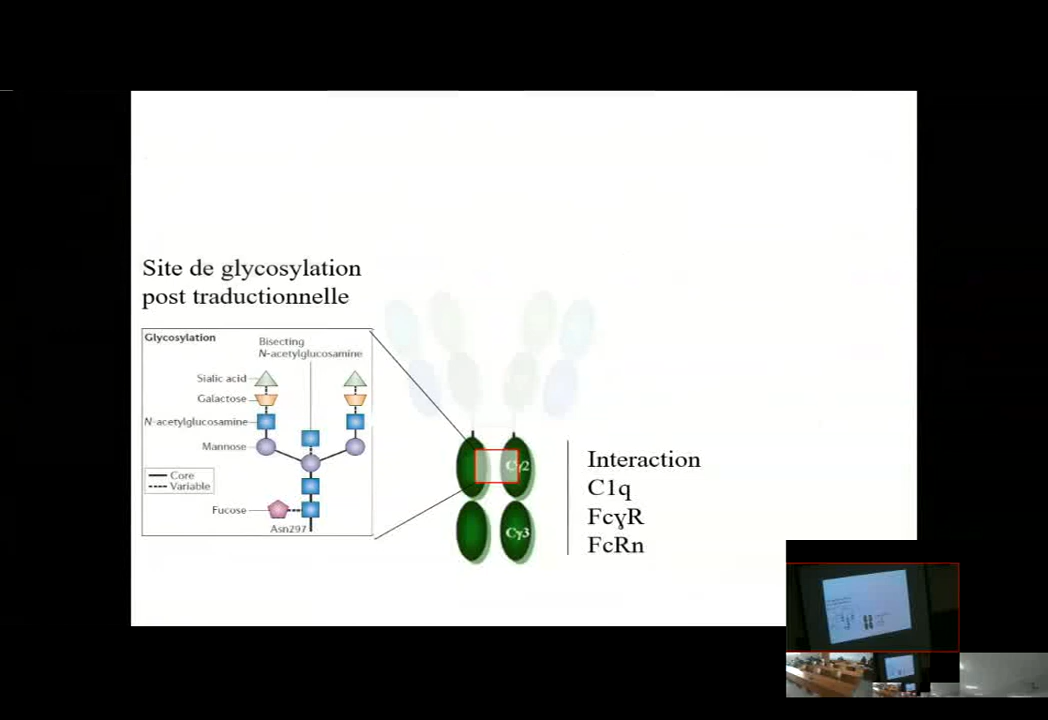 Site de glycosylation
post traductionnelle
Glycosylation
Bisecting
N-acetylglucosamine
Sialic acid
Galactose
N-acetylglucosamine
Mannose
Core
Variable
Fucose
Asn297
Cγ2
Cγ3
Interaction
C1q
FcɣR
FcRn